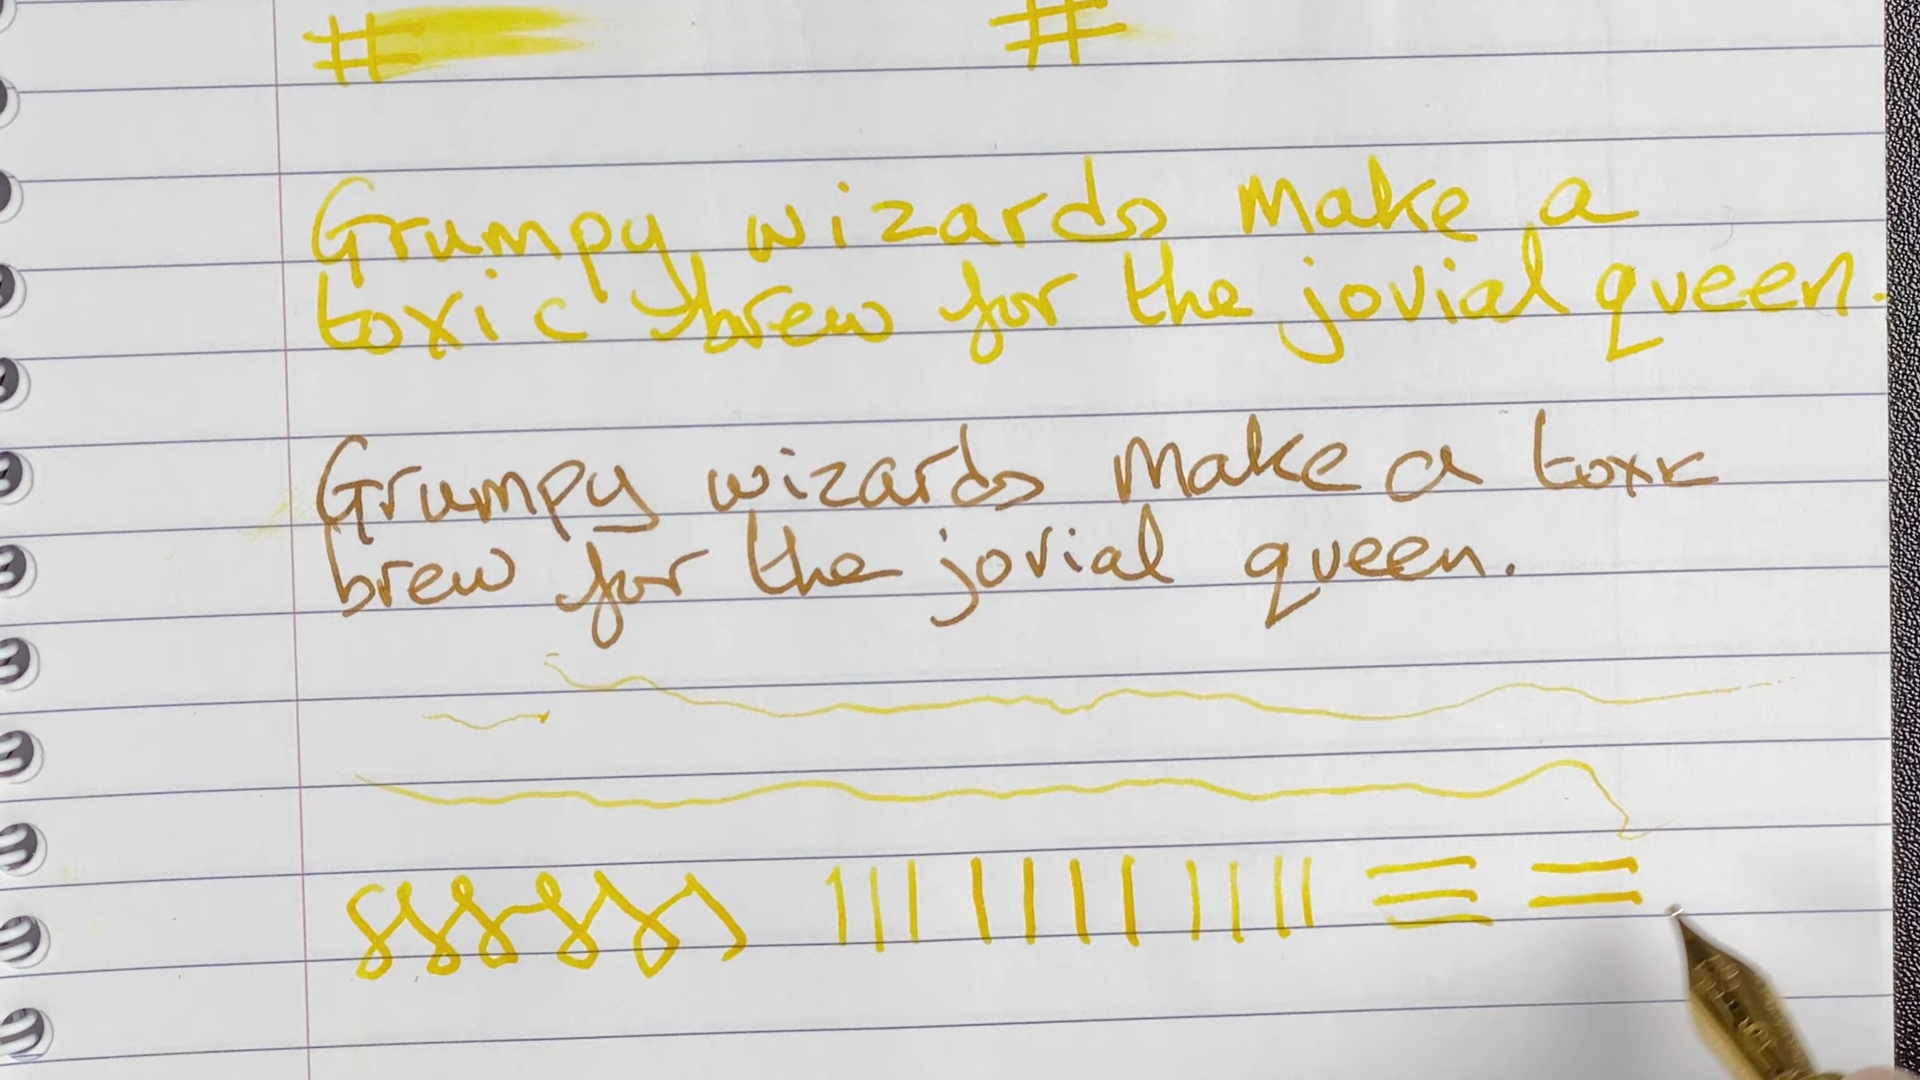 #
#
Grumpy wizards make a
toxic brew for the jovial queen.
Grumpy wizards make a toxic
brew for the jovial queen.